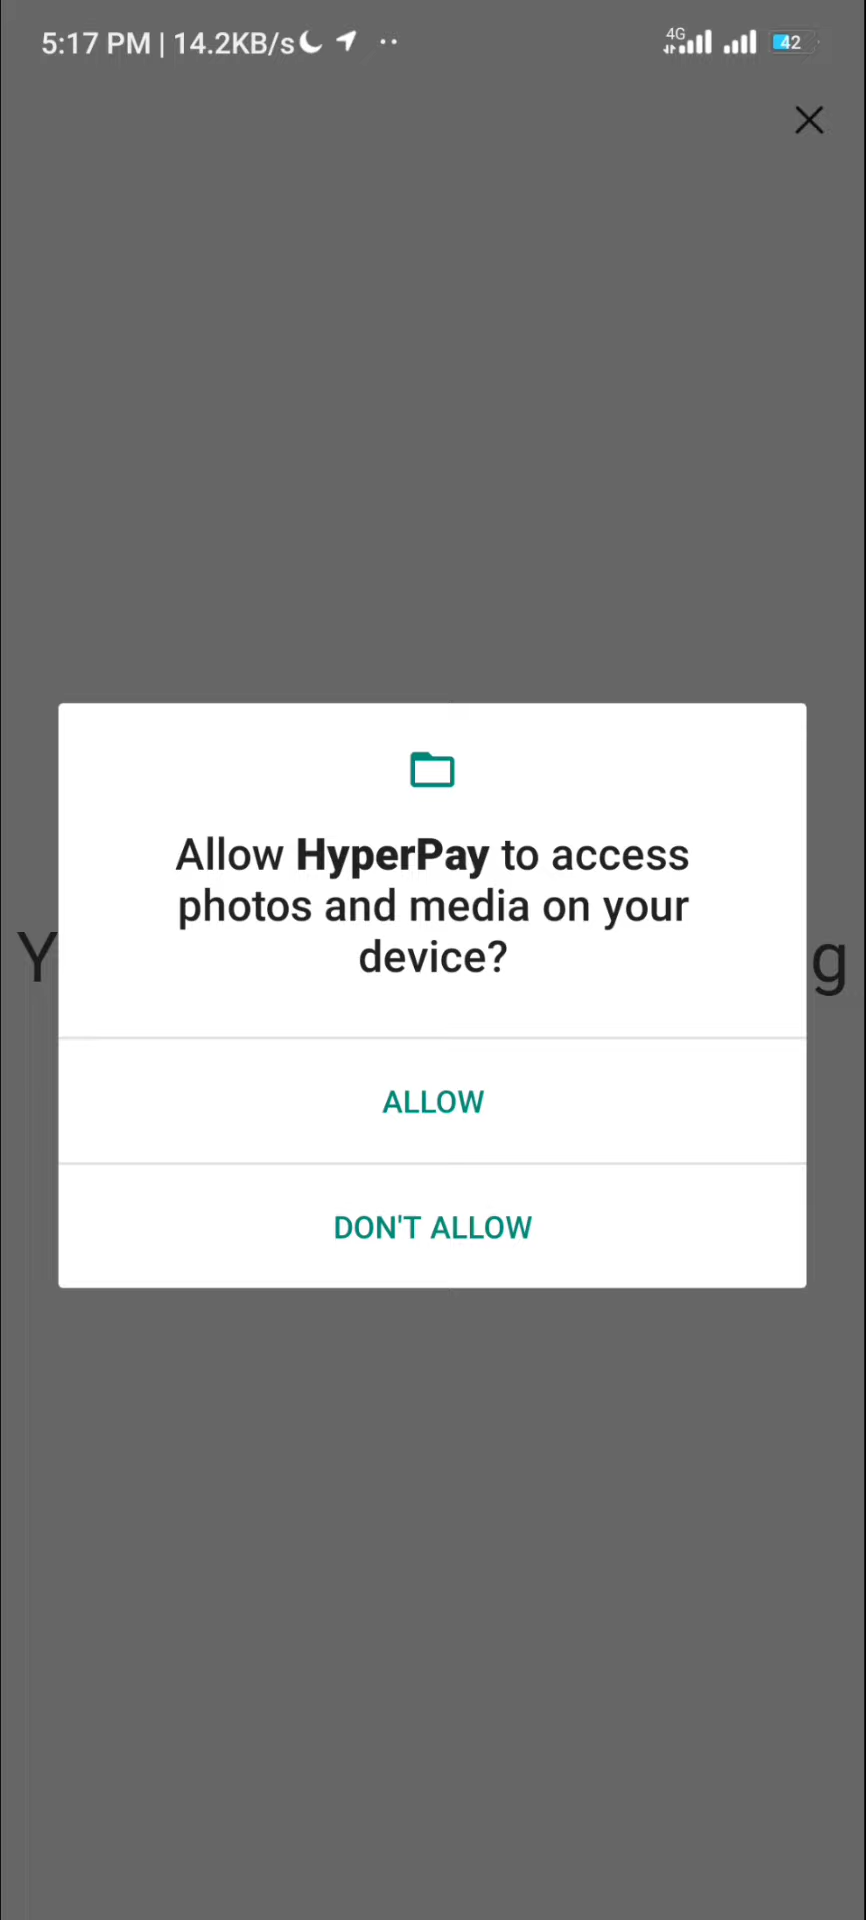 5:17 PM | 14.2KB/s 4G 42
Allow HyperPay to access
photos and media on your
device?
ALLOW
DON'T ALLOW